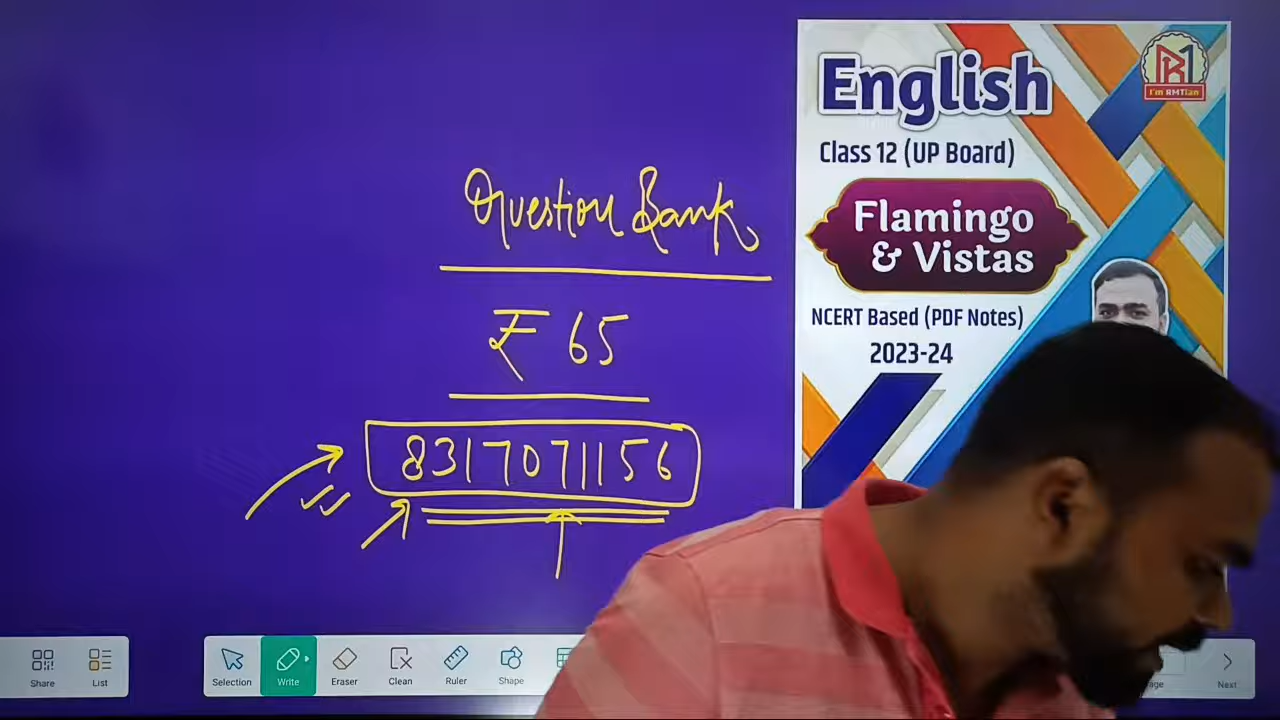 Question Bank
₹ 65
8317071156
English
I'm RMTian
Class 12 (UP Board)
Flamingo
& Vistas
NCERT Based (PDF Notes)
2023-24
Share
List
Selection
Write
Eraser
Clean
Ruler
Shape
Next